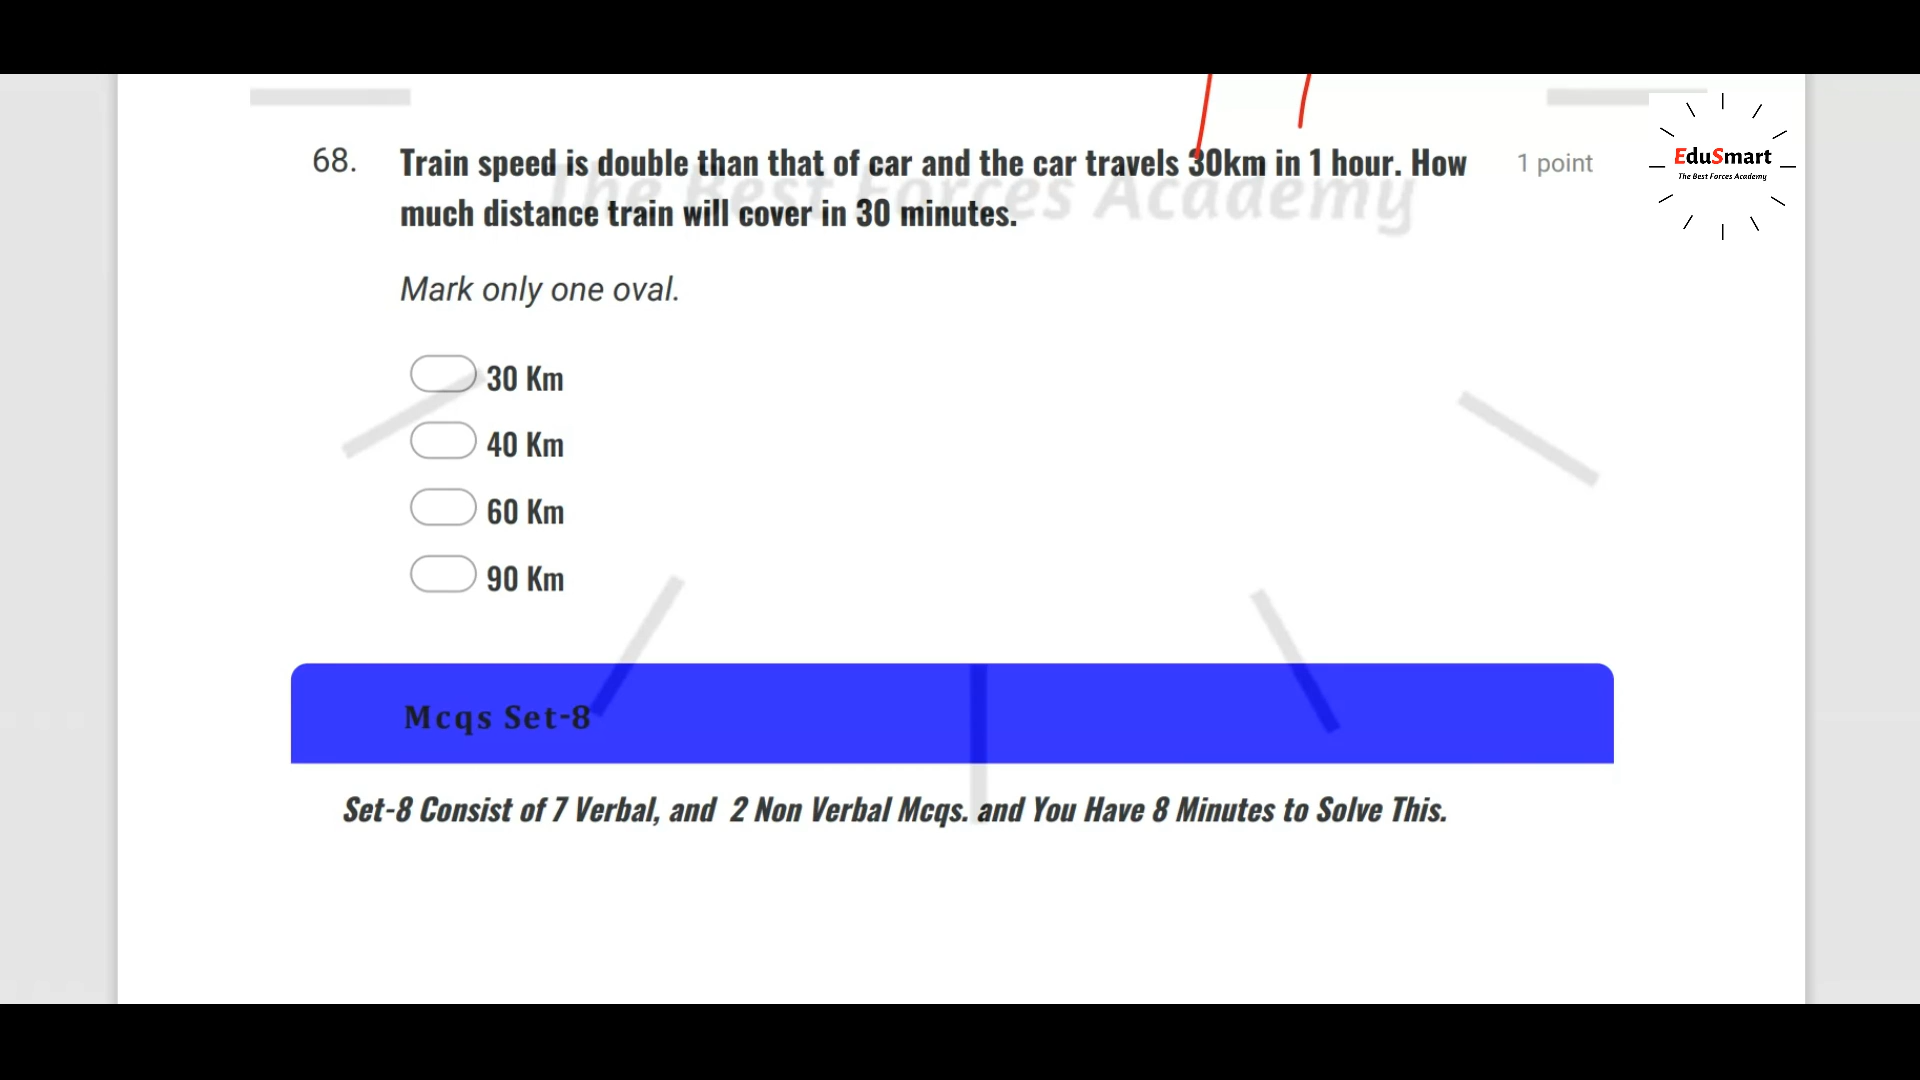 68. Train speed is double than that of car and the car travels 30km in 1 hour. How 1 point
much distance train will cover in 30 minutes.
Mark only one oval.
30 Km
40 Km
60 Km
90 Km
Mcqs Set-8
Set-8 Consist of 7 Verbal, and 2 Non Verbal Mcqs. and You Have 8 Minutes to Solve This.
EduSmart
The Best Forces Academy
The Best Forces Academy